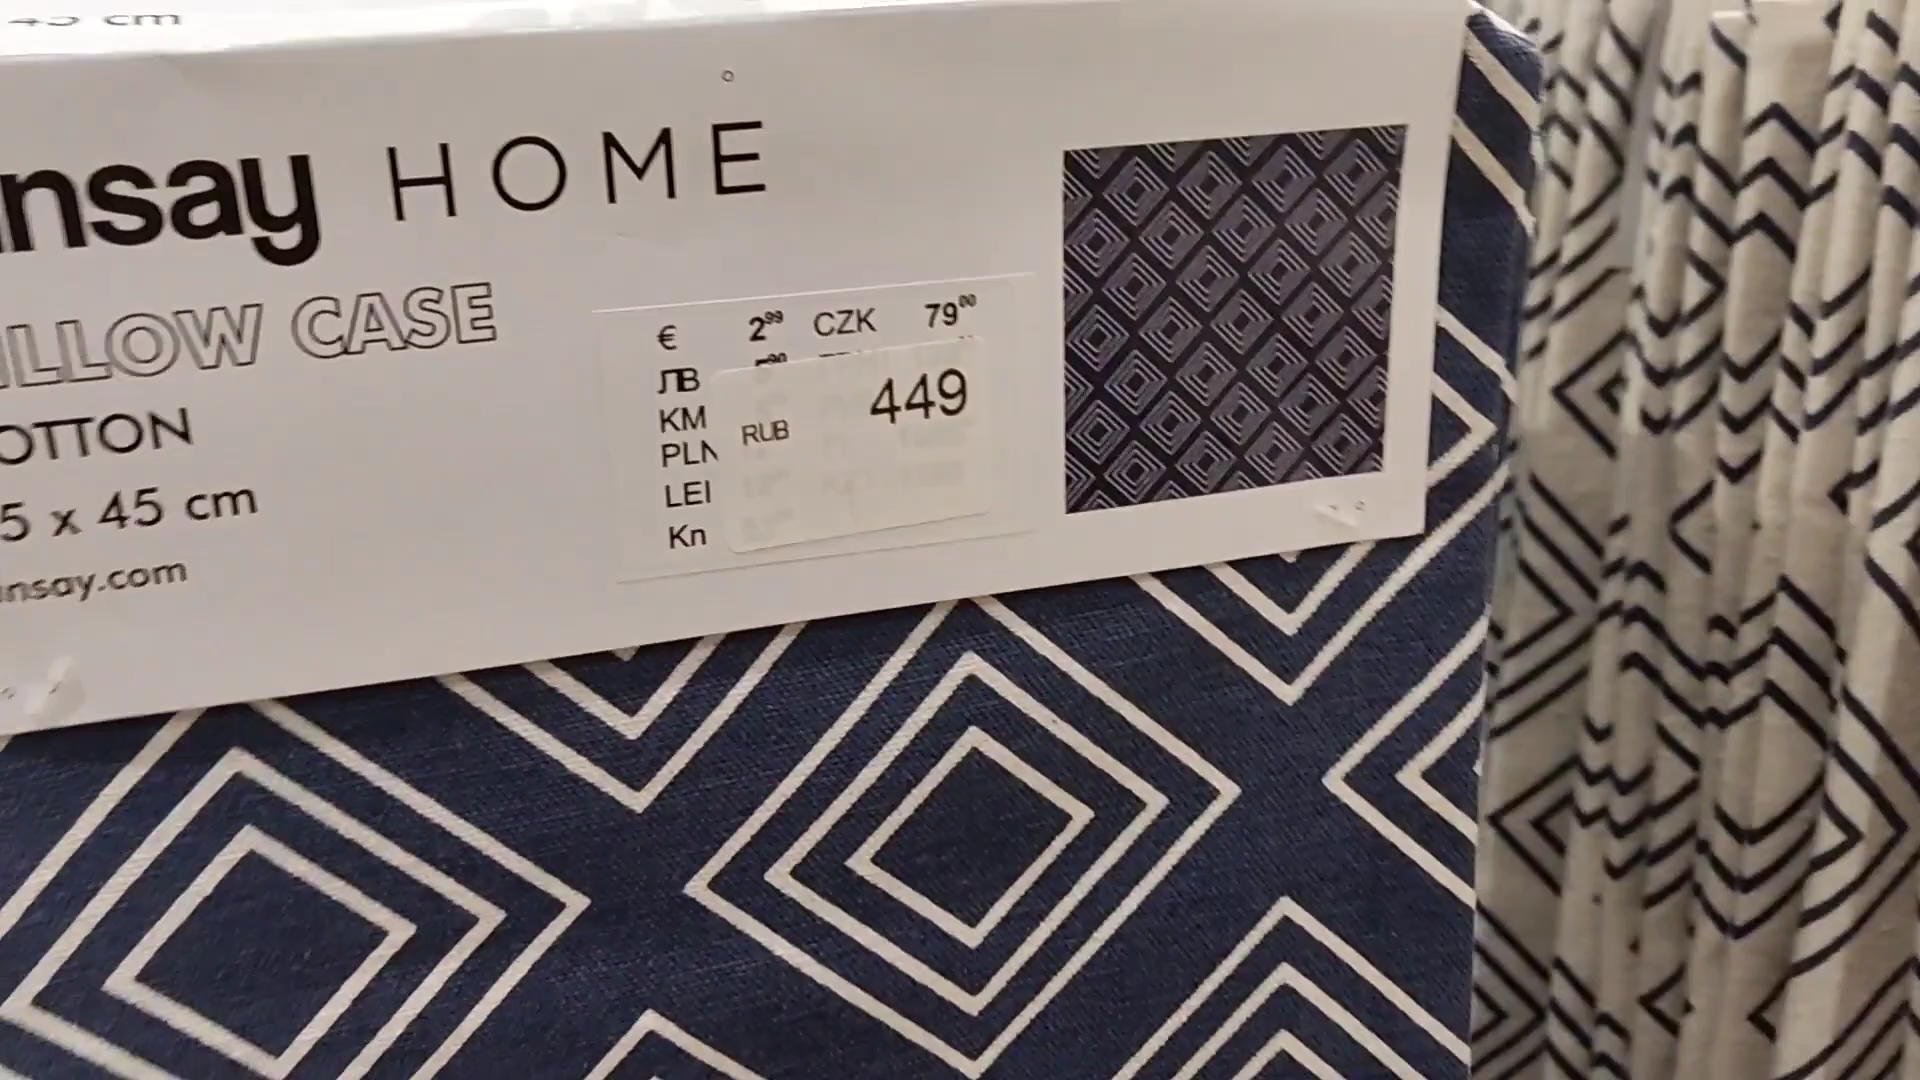 45 cm
insay HOME
ILLOW CASE
OTTON
5 x 45 cm
insay.com
€ 2⁹⁹ CZK 79⁰⁰
ЛВ
KM
PLN
LEI
Kn
RUB 449